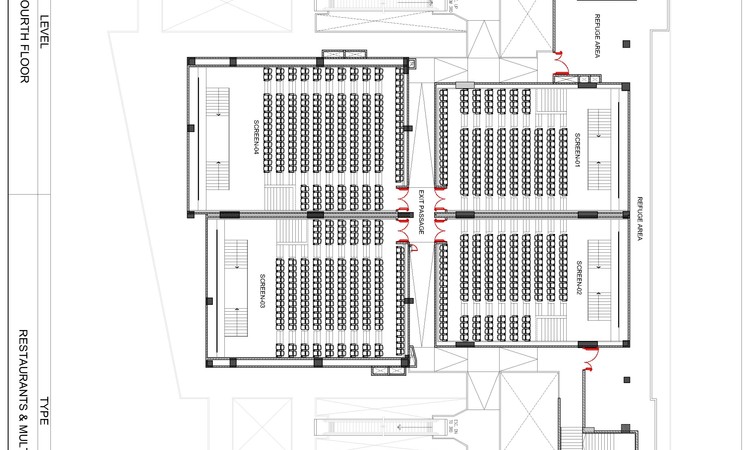 LEVEL
FOURTH FLOOR
TYPE
RESTAURANTS & MUL
REFUGE AREA
SCREEN-04
SCREEN-01
EXIT PASSAGE
REFUGE AREA
SCREEN-03
SCREEN-02